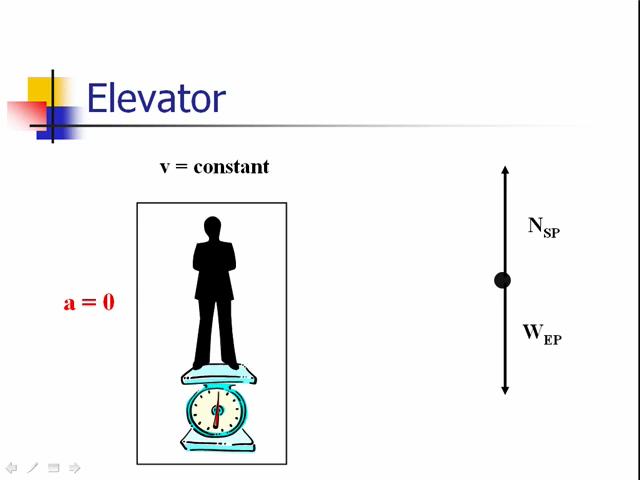 Elevator
v = constant
N_SP
a = 0
W_EP